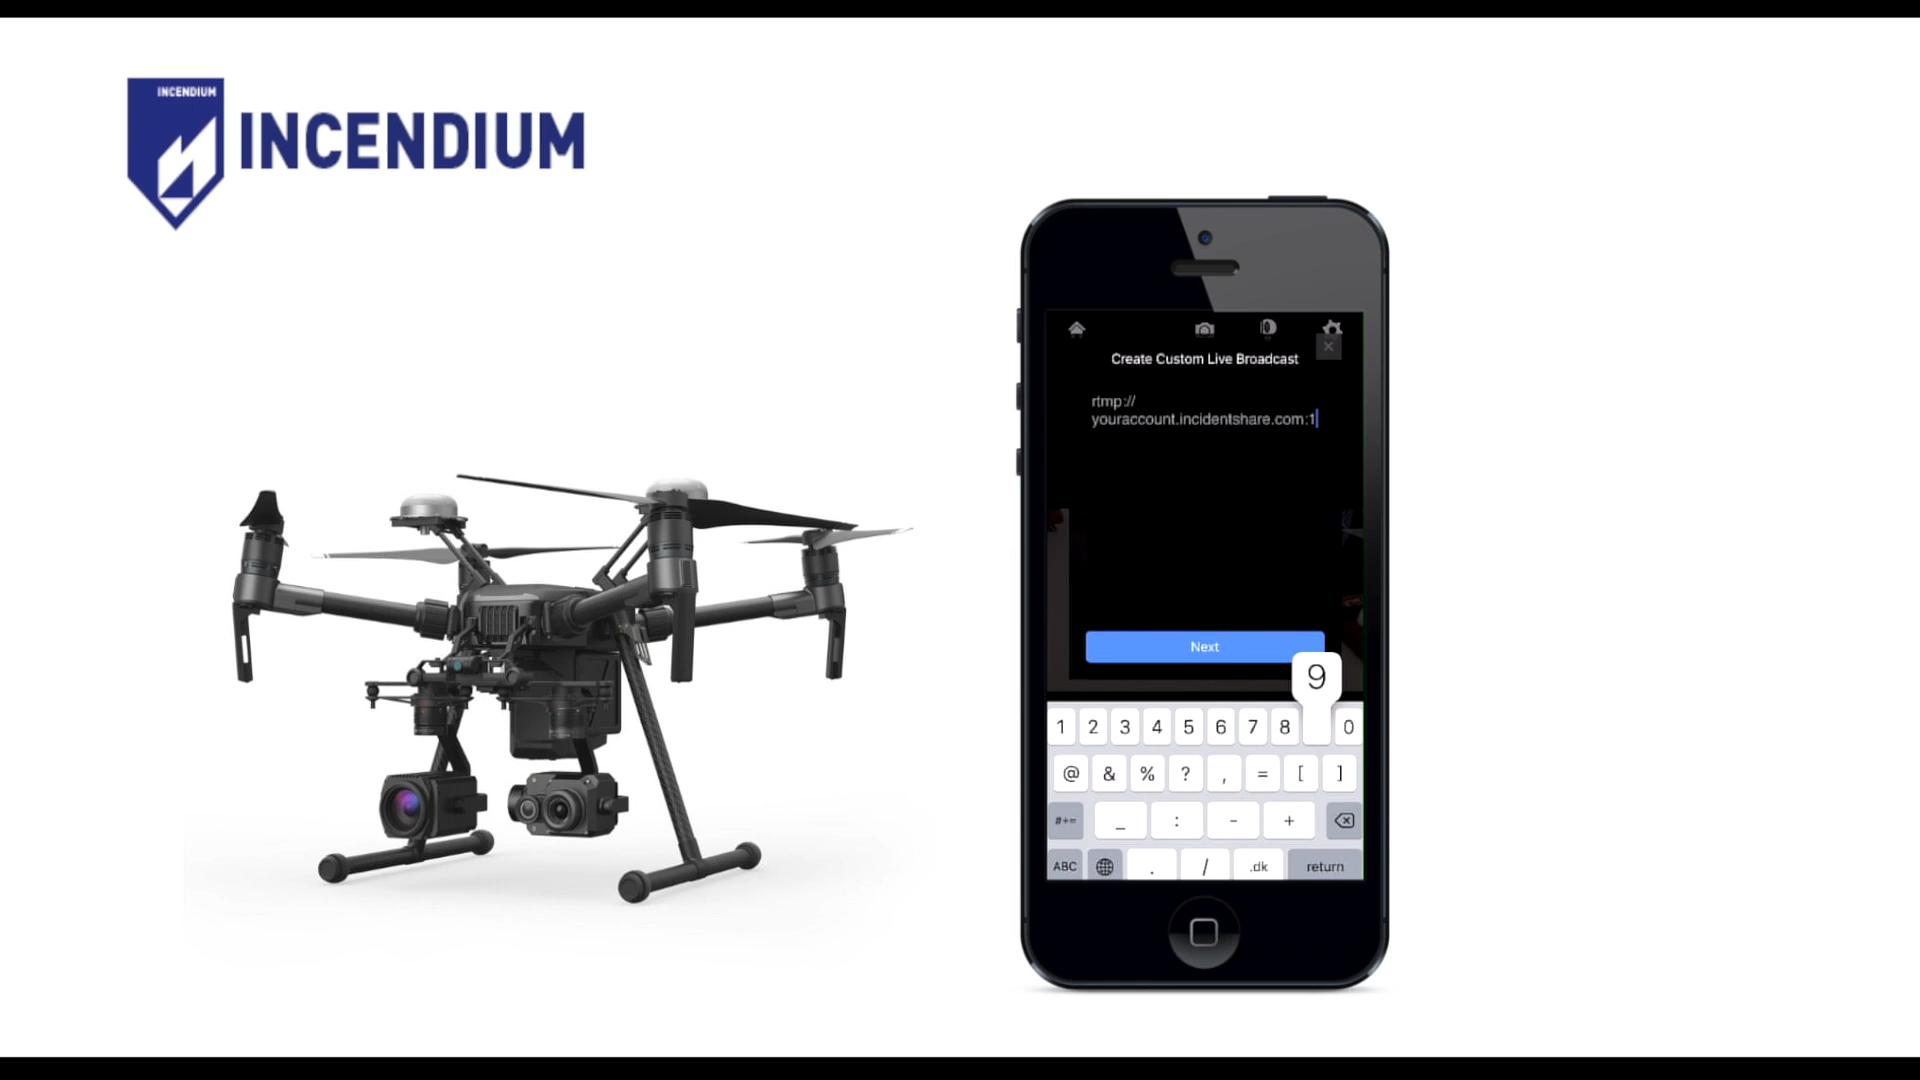 INCENDIUM
INCENDIUM
Create Custom Live Broadcast
rtmp://
youraccount.incidentshare.com:1
Next
9
1 2 3 4 5 6 7 8 0
@ & % ? , = [ ]
#+= _ : - +
ABC . / .dk return